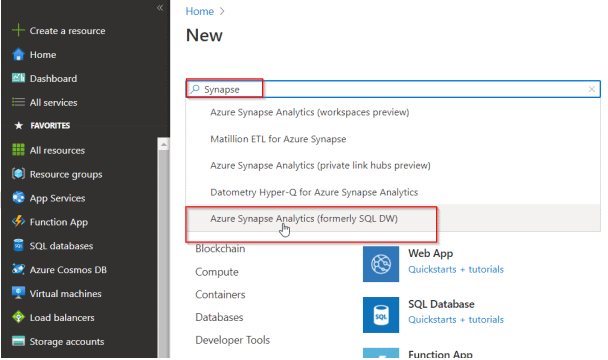 «
Create a resource
Home
Dashboard
All services
FAVORITES
All resources
Resource groups
App Services
Function App
SQL databases
Azure Cosmos DB
Virtual machines
Load balancers
Storage accounts
Home >
New
Synapse
Azure Synapse Analytics (workspaces preview)
Matillion ETL for Azure Synapse
Azure Synapse Analytics (private link hubs preview)
Datometry Hyper-Q for Azure Synapse Analytics
Azure Synapse Analytics (formerly SQL DW)
Blockchain
Compute
Containers
Databases
Developer Tools
Web App
Quickstarts + tutorials
SQL
SQL Database
Quickstarts + tutorials
Function App